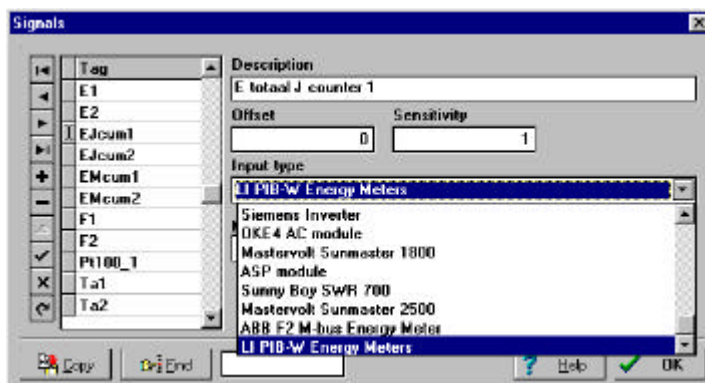 Signals
Tag
E1
E2
EJcum1
EJcum2
EMcum1
EMcum2
F1
F2
Pt100_1
Ta1
Ta2
Description
E totaal J counter 1
Offset
Sensitivity
0
1
Input type
LI PIB-W Energy Meters
Siemens Inverter
OKE4 AC module
Mastervolt Sunmaster 1800
ASP module
Sunny Boy SWR 700
Mastervolt Sunmaster 2500
ABB F2 M-bus Energy Meter
LI PIB-W Energy Meters
Copy
Find
Help
OK